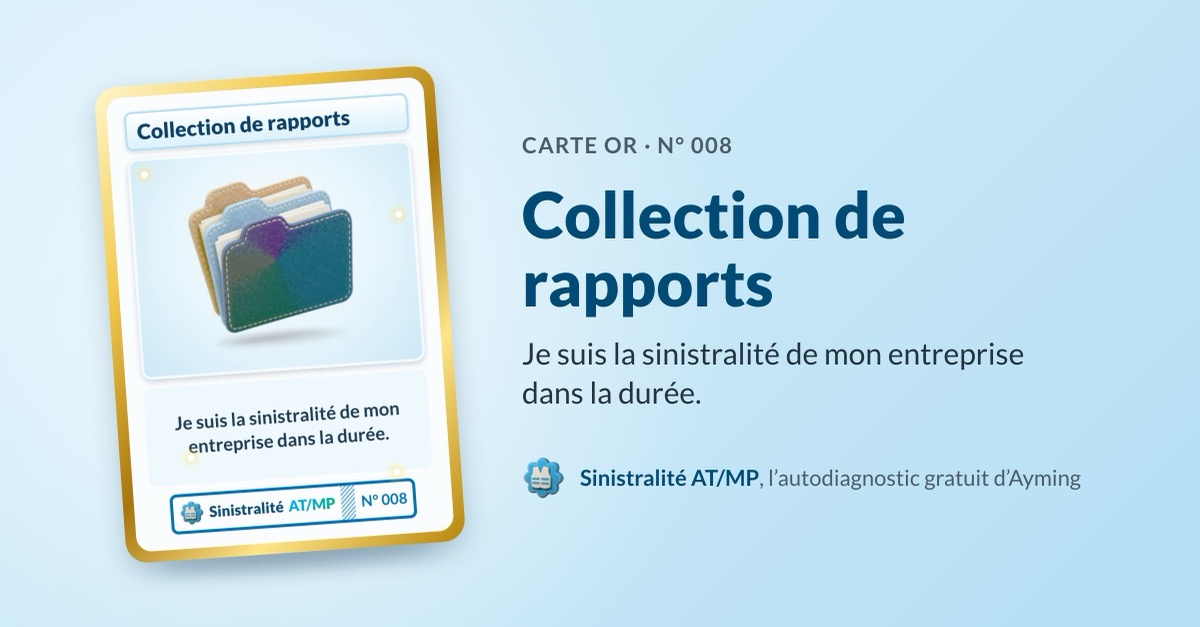 Collection de rapports
Je suis la sinistralité de mon
entreprise dans la durée.
Sinistralité AT/MP N° 008
CARTE OR · N° 008
Collection de
rapports
Je suis la sinistralité de mon entreprise
dans la durée.
Sinistralité AT/MP, l’autodiagnostic gratuit d’Ayming